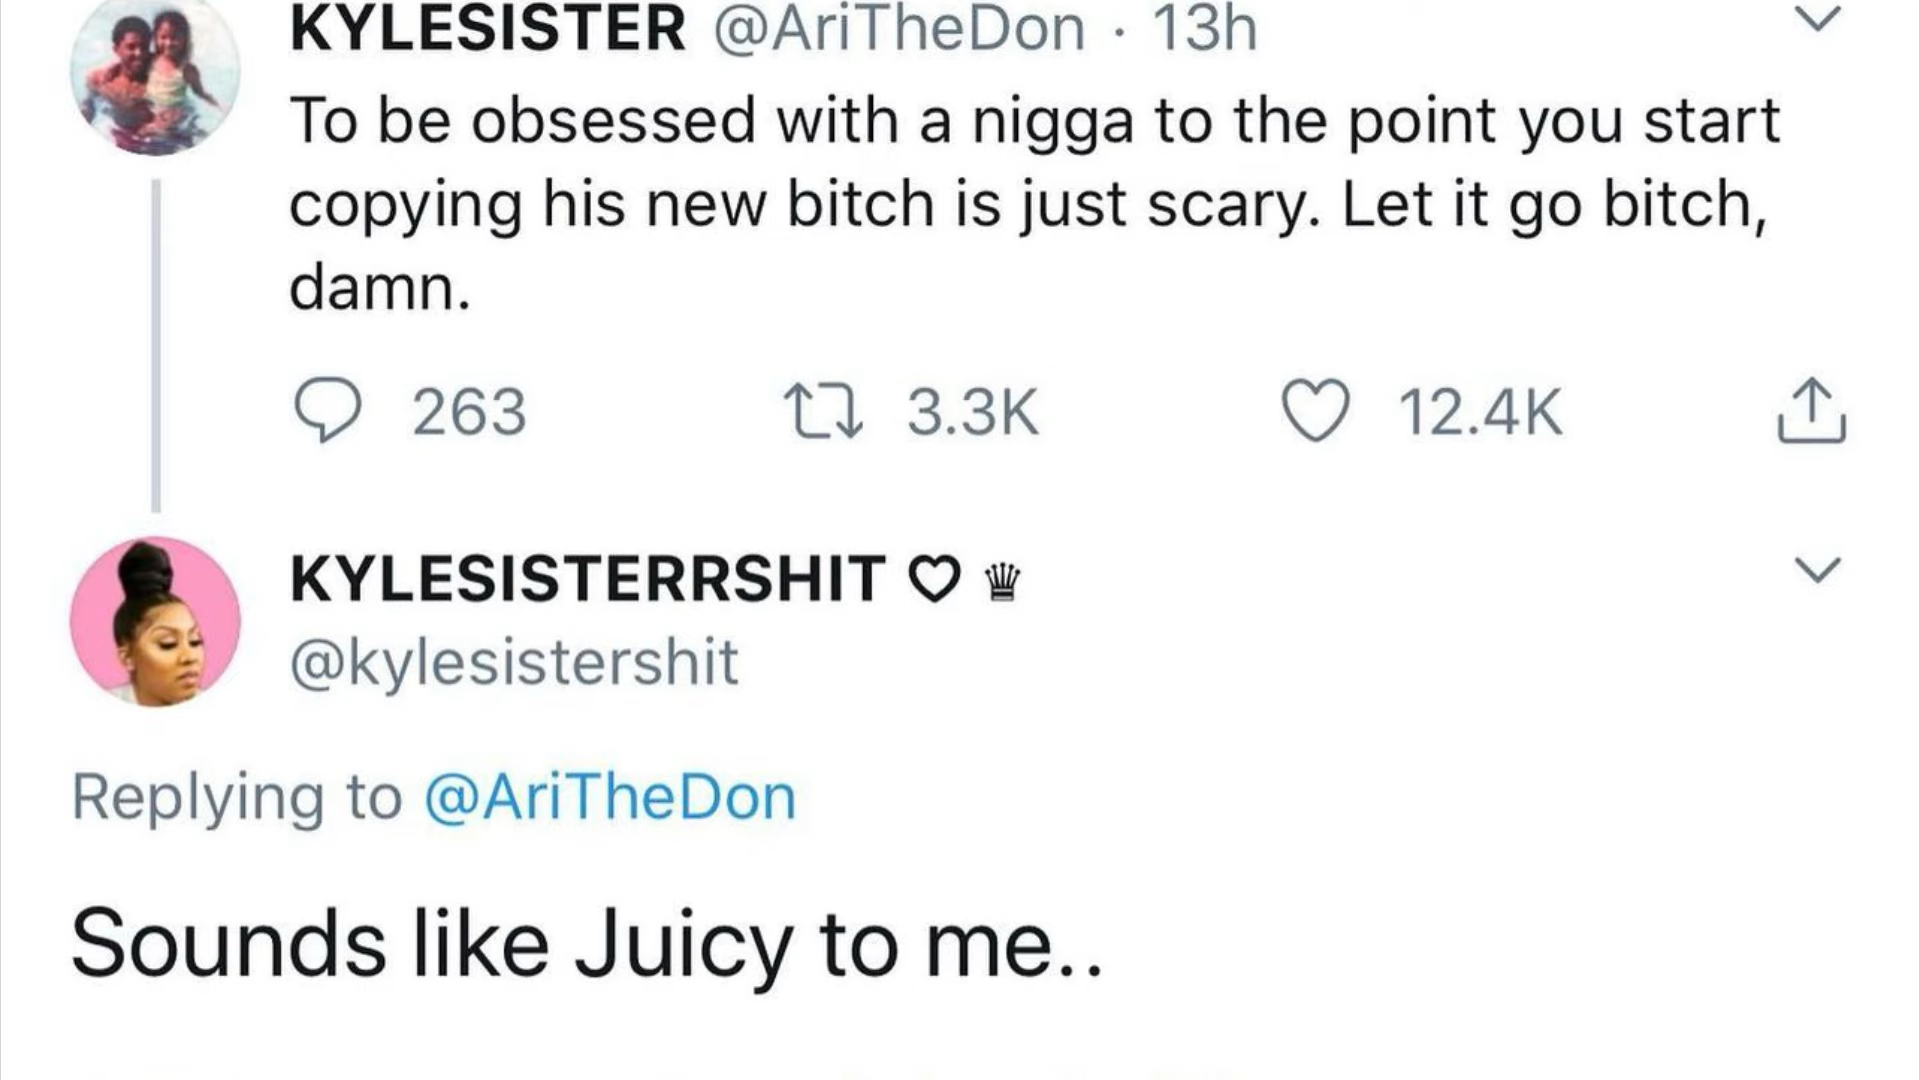 KYLESISTER @AriTheDon · 13h
To be obsessed with a nigga to the point you start
copying his new bitch is just scary. Let it go bitch,
damn.
263 3.3K 12.4K
KYLESISTERRSHIT ♡ ♛
@kylesistershit
Replying to @AriTheDon
Sounds like Juicy to me..